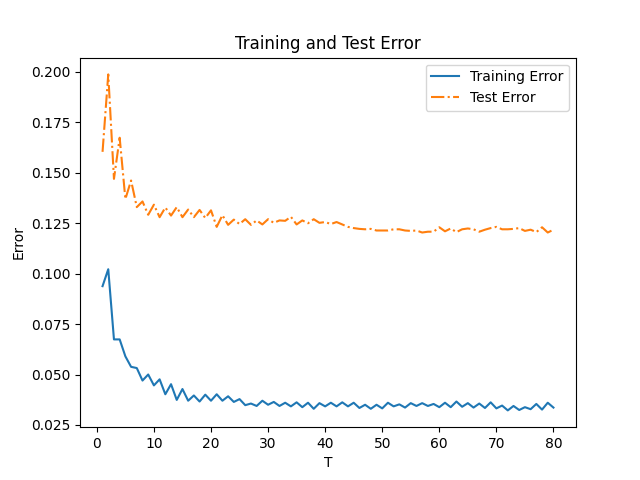 Training and Test Error
Training Error
Test Error
0.200
0.175
0.150
0.125
0.100
0.075
0.050
0.025
Error
0 10 20 30 40 50 60 70 80
T